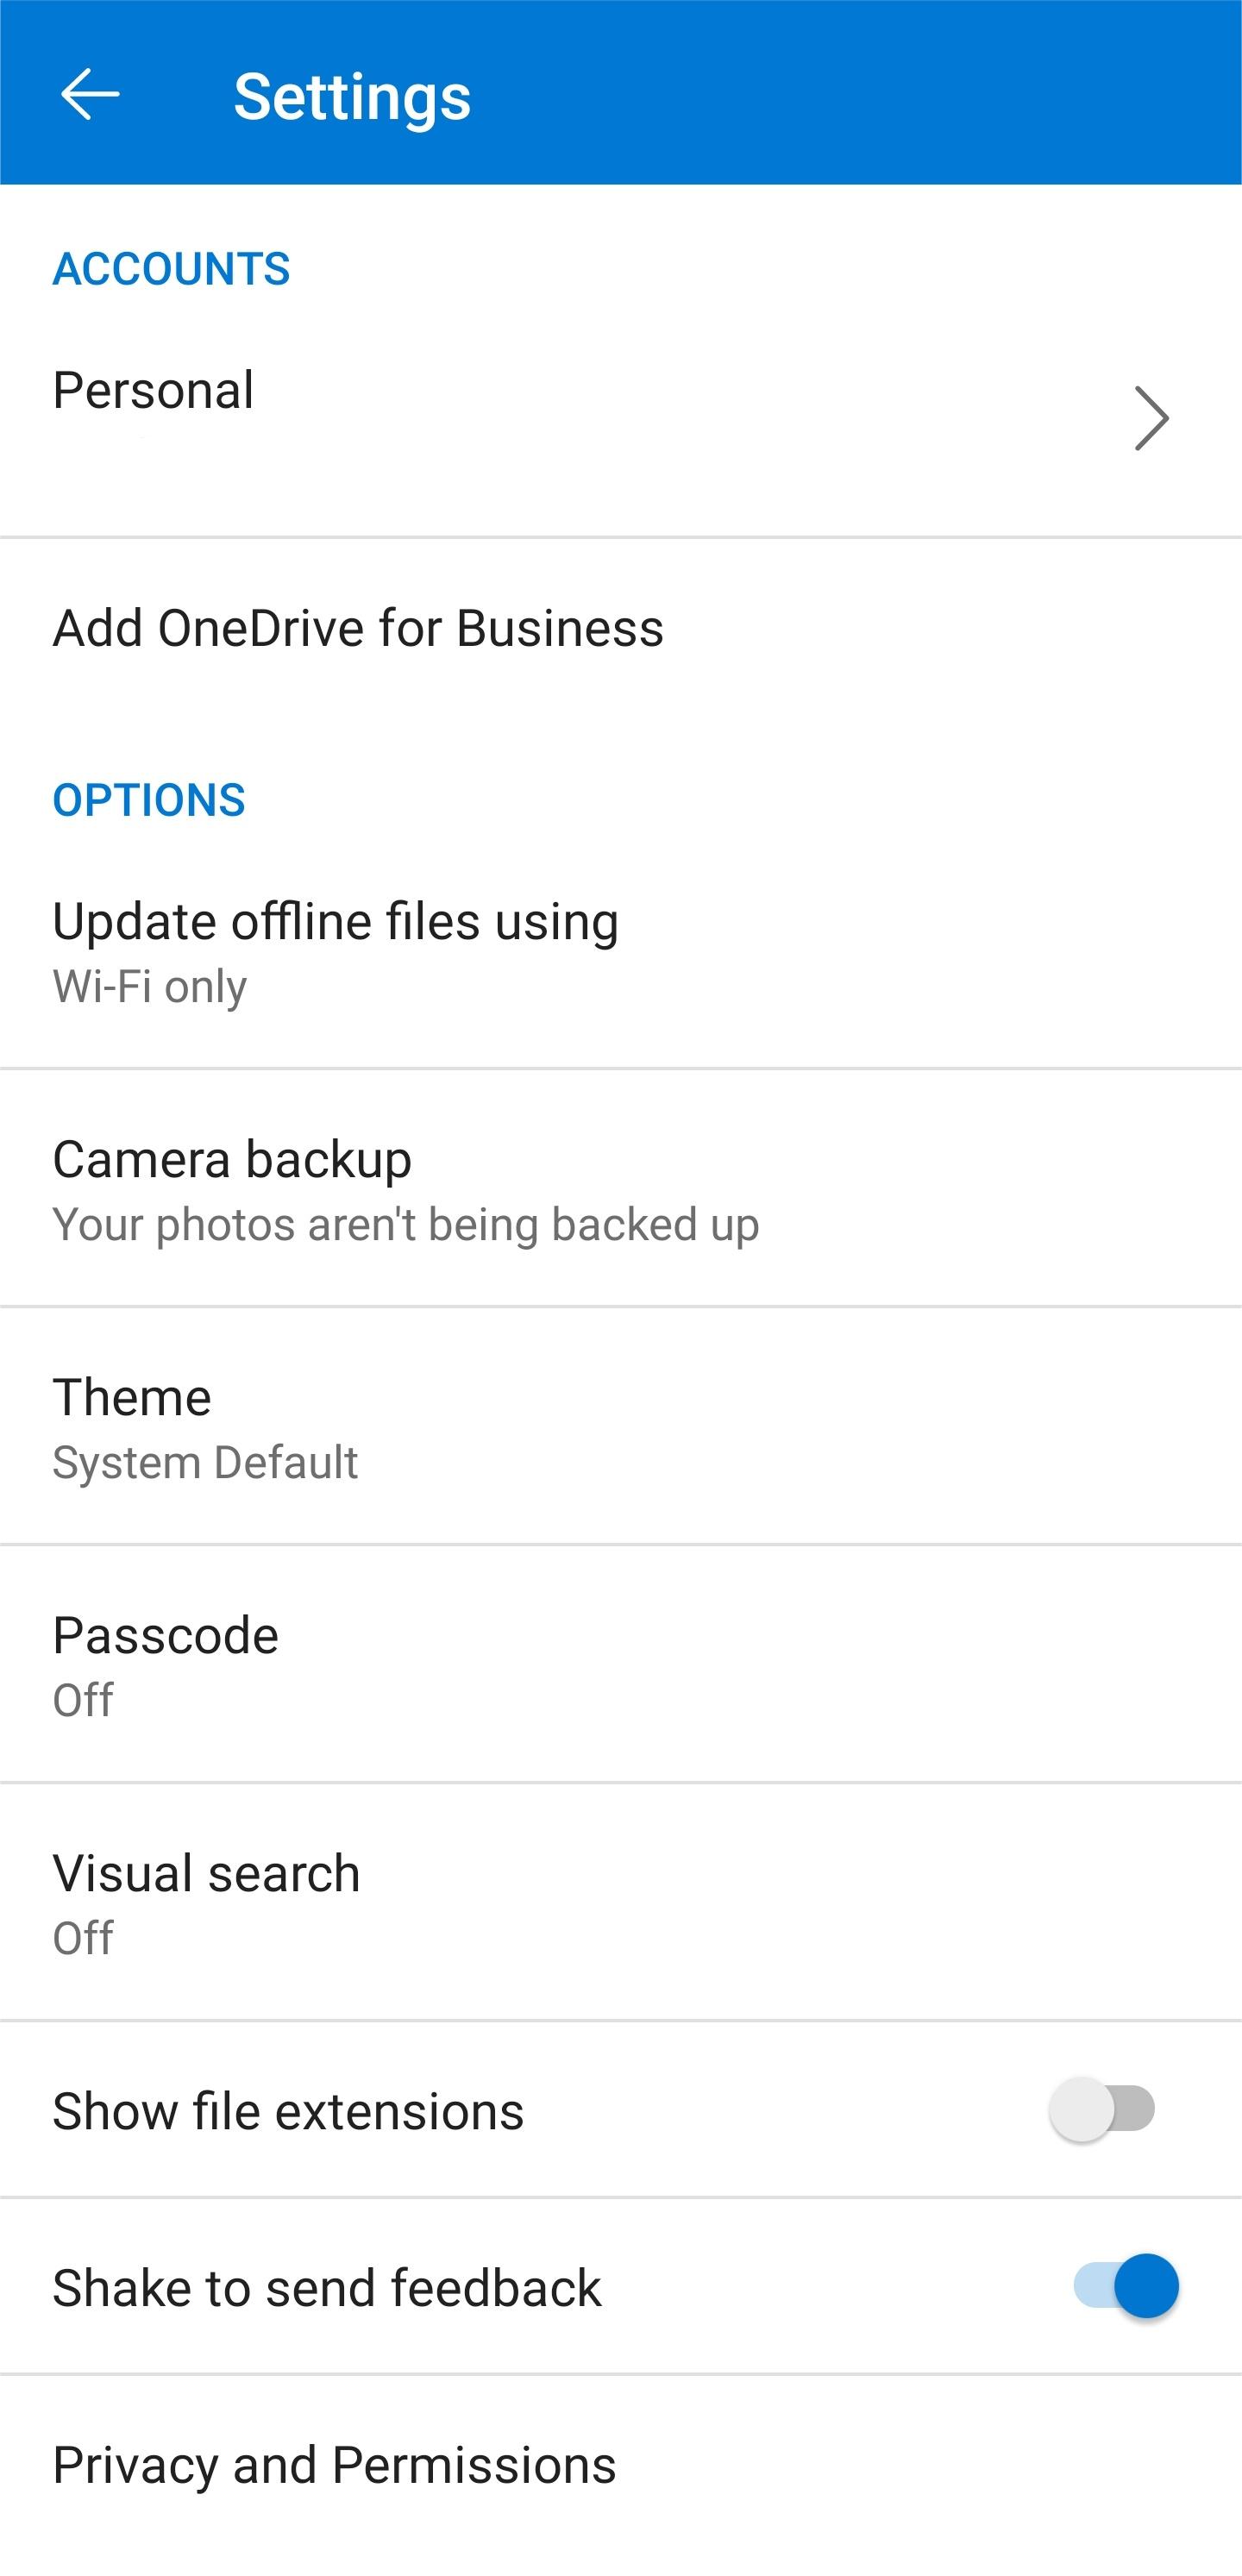 Settings
ACCOUNTS
Personal
Add OneDrive for Business
OPTIONS
Update offline files using
Wi-Fi only
Camera backup
Your photos aren't being backed up
Theme
System Default
Passcode
Off
Visual search
Off
Show file extensions
Shake to send feedback
Privacy and Permissions